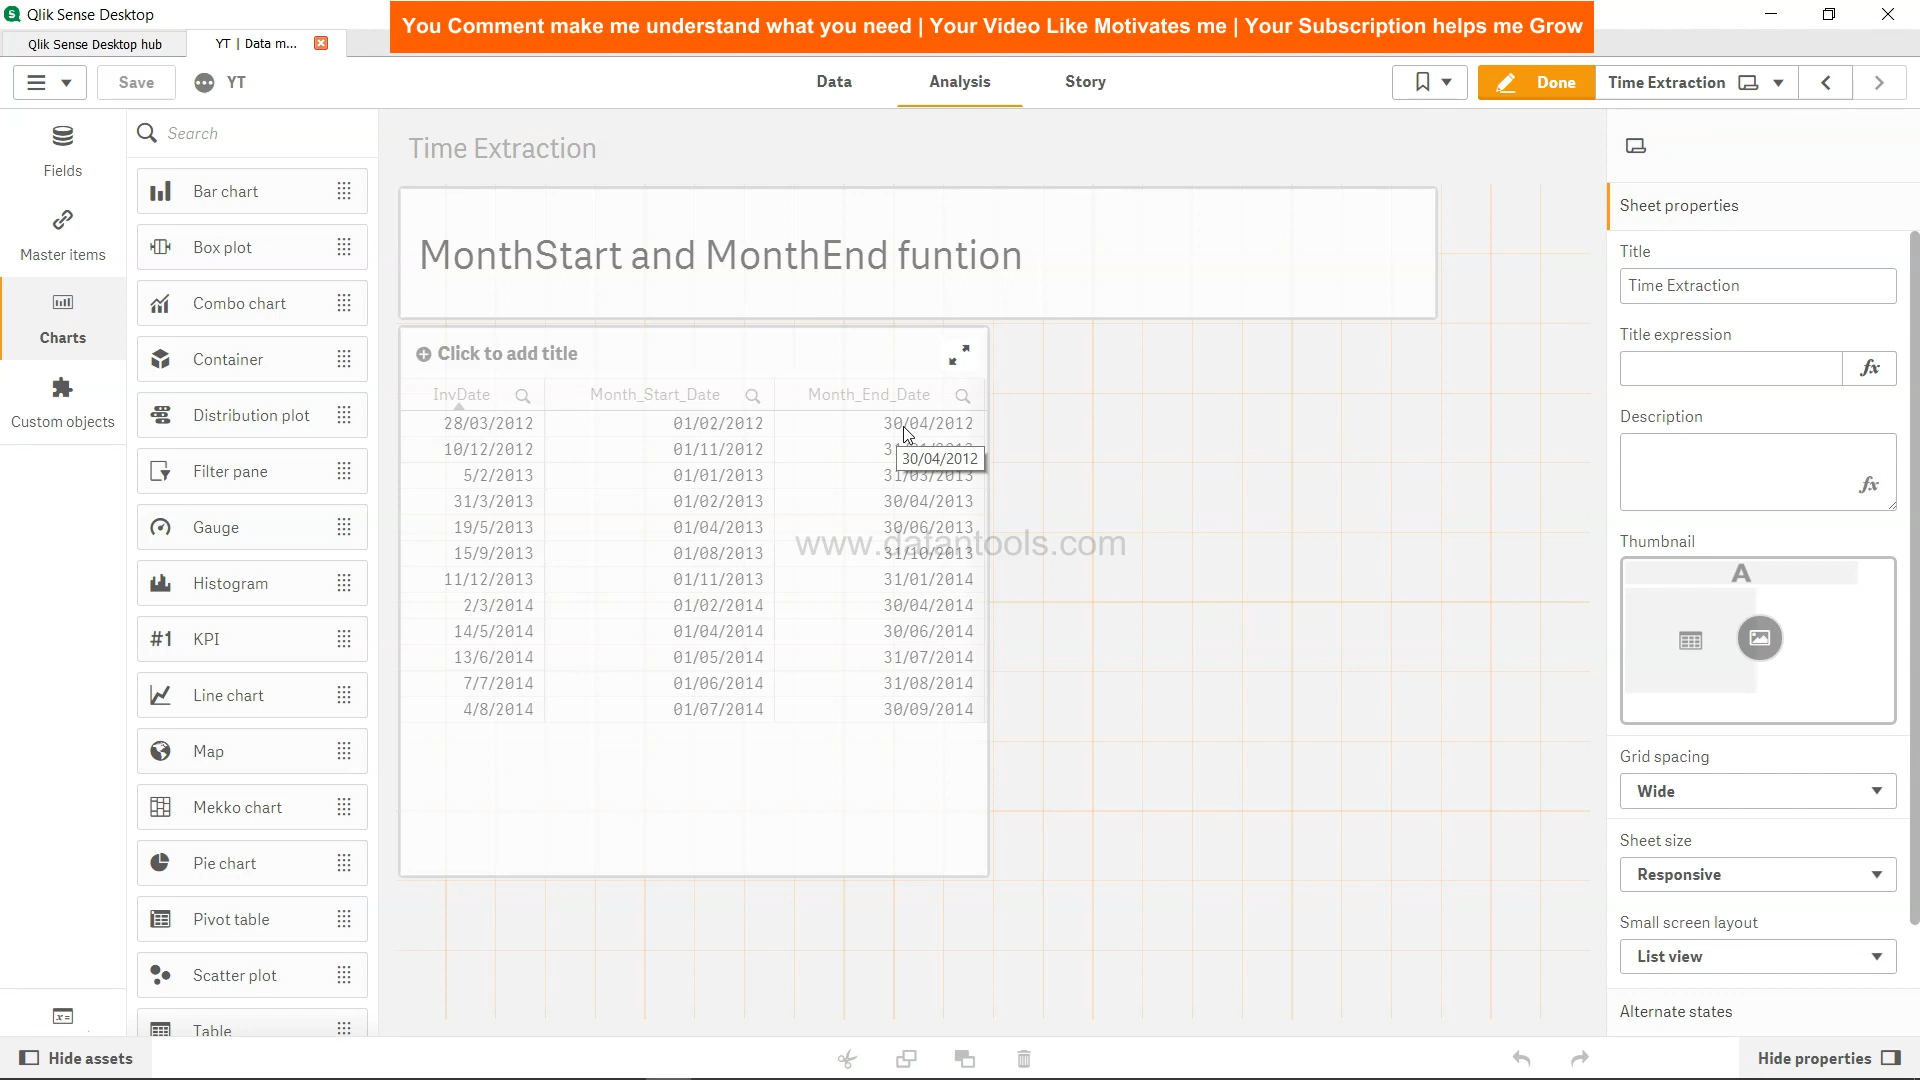 Qlik Sense Desktop
You Comment make me understand what you need | Your Video Like Motivates me | Your Subscription helps me Grow
Qlik Sense Desktop hub
YT | Data m...
Save
YT
Data
Analysis
Story
Done
Time Extraction
Fields
Master items
Charts
Custom objects
Search
Bar chart
Box plot
Combo chart
Container
Distribution plot
Filter pane
Gauge
Histogram
#1 KPI
Line chart
Map
Mekko chart
Pie chart
Pivot table
Scatter plot
Table
Time Extraction
MonthStart and MonthEnd funtion
Click to add title
InvDate Month_Start_Date Month_End_Date
28/03/2012 01/02/2012 30/04/2012
10/12/2012 01/11/2012
30/04/2012
5/2/2013 01/01/2013 31/03/2013
31/3/2013 01/02/2013 30/04/2013
19/5/2013 01/04/2013 30/06/2013
www.datantools.com
15/9/2013 01/08/2013 31/10/2013
11/12/2013 01/11/2013 31/01/2014
2/3/2014 01/02/2014 30/04/2014
14/5/2014 01/04/2014 30/06/2014
13/6/2014 01/05/2014 31/07/2014
7/7/2014 01/06/2014 31/08/2014
4/8/2014 01/07/2014 30/09/2014
Sheet properties
Title
Time Extraction
Title expression
fx
Description
fx
Thumbnail
A
Grid spacing
Wide
Sheet size
Responsive
Small screen layout
List view
Alternate states
Hide assets
Hide properties